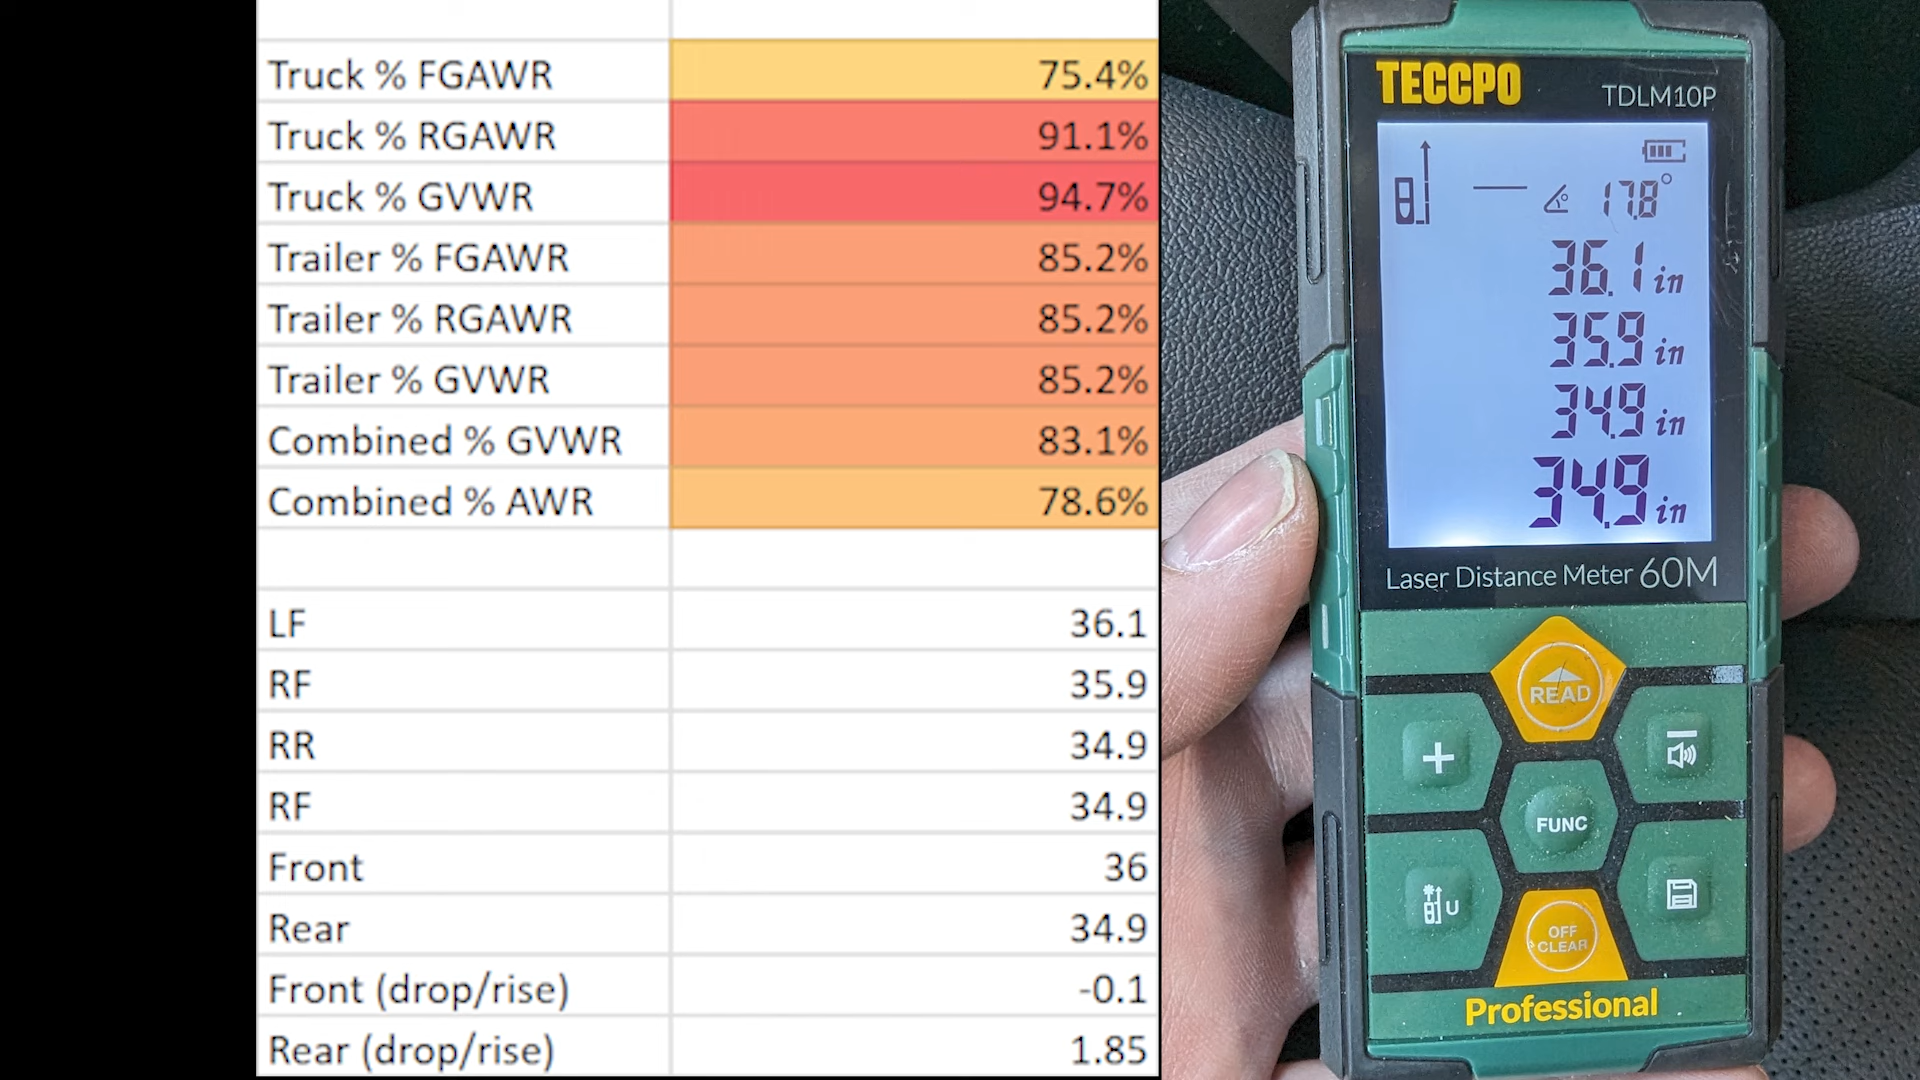 Truck % FGAWR 75.4%
Truck % RGAWR 91.1%
Truck % GVWR 94.7%
Trailer % FGAWR 85.2%
Trailer % RGAWR 85.2%
Trailer % GVWR 85.2%
Combined % GVWR 83.1%
Combined % AWR 78.6%
LF 36.1
RF 35.9
RR 34.9
RF 34.9
Front 36
Rear 34.9
Front (drop/rise) -0.1
Rear (drop/rise) 1.85
TECCPO TDLM10P
17.8°
36.1 in
35.9 in
34.9 in
34.9 in
Laser Distance Meter 60M
READ
+
FUNC
U
OFF
CLEAR
Professional